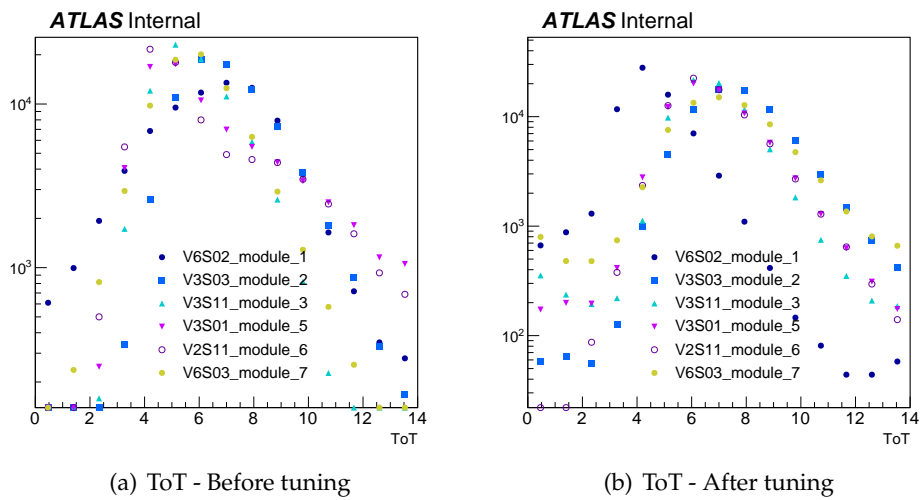 ATLAS Internal
10^4
10^3
V6S02_module_1
V3S03_module_2
V3S11_module_3
V3S01_module_5
V2S11_module_6
V6S03_module_7
0 2 4 6 8 10 12 14
ToT
(a) ToT - Before tuning
ATLAS Internal
10^4
10^3
10^2
V6S02_module_1
V3S03_module_2
V3S11_module_3
V3S01_module_5
V2S11_module_6
V6S03_module_7
0 2 4 6 8 10 12 14
ToT
(b) ToT - After tuning